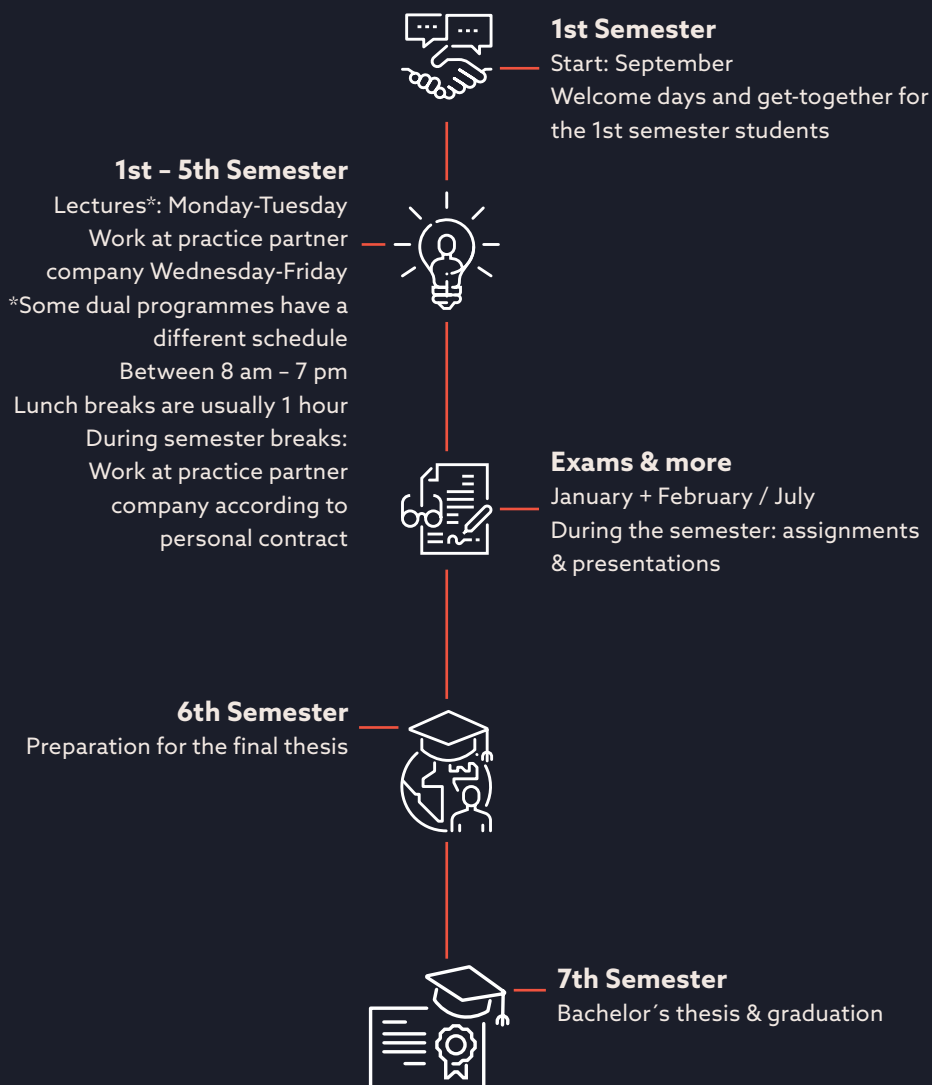 1st Semester
Start: September
Welcome days and get-together for
the 1st semester students
1st – 5th Semester
Lectures*: Monday-Tuesday
Work at practice partner
company Wednesday-Friday
*Some dual programmes have a
different schedule
Between 8 am – 7 pm
Lunch breaks are usually 1 hour
During semester breaks:
Work at practice partner
company according to
personal contract
Exams & more
January + February / July
During the semester: assignments
& presentations
6th Semester
Preparation for the final thesis
7th Semester
Bachelor´s thesis & graduation